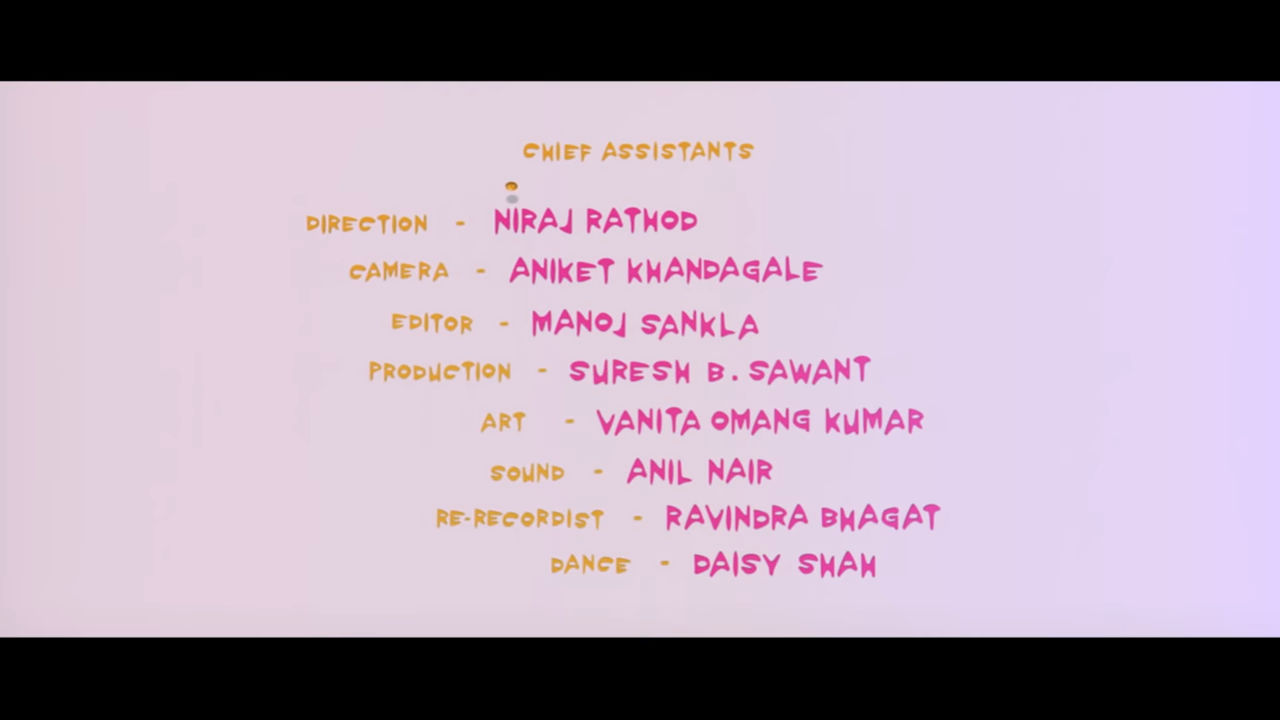 CHIEF ASSISTANTS
DIRECTION - NIRAJ RATHOD
CAMERA - ANIKET KHANDAGALE
EDITOR - MANOJ SANKLA
PRODUCTION - SURESH B. SAWANT
ART - VANITA OMANG KUMAR
SOUND - ANIL NAIR
RE-RECORDIST - RAVINDRA BHAGAT
DANCE - DAISY SHAH